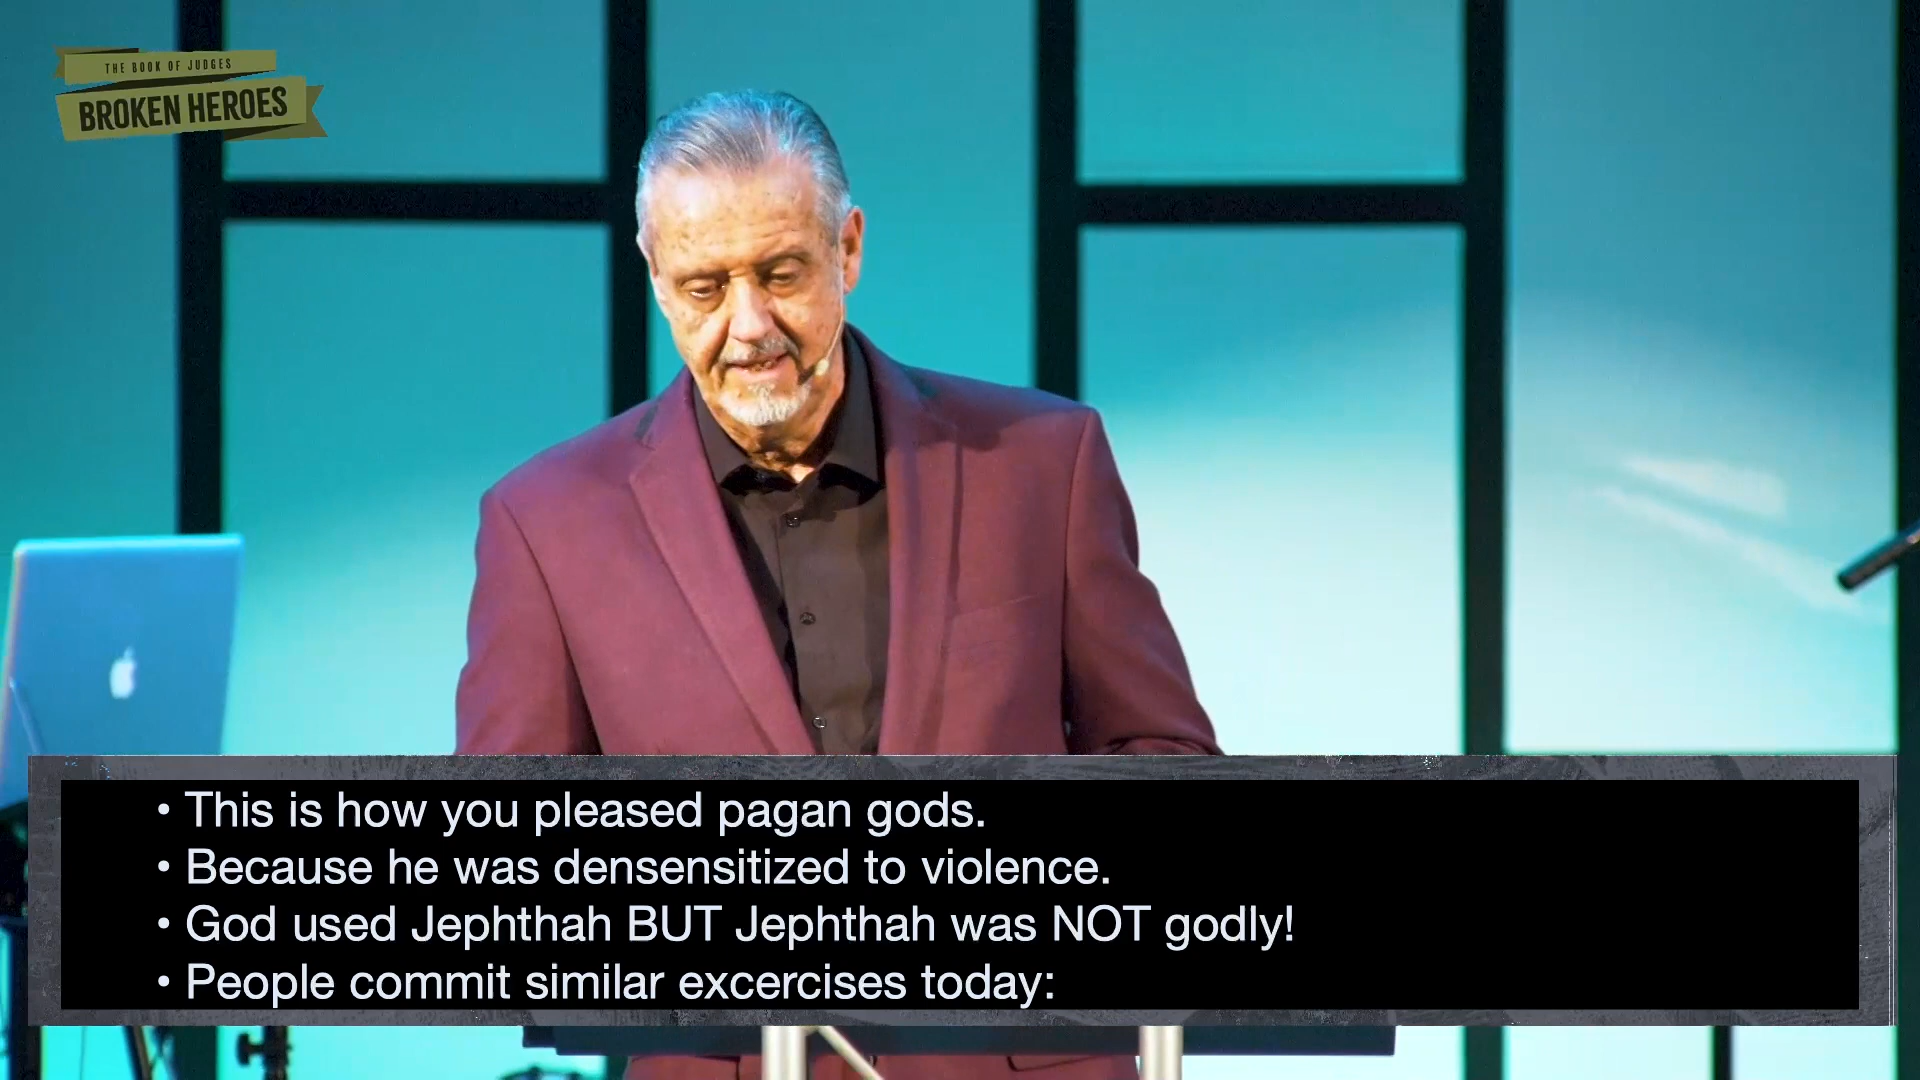 THE BOOK OF JUDGES
BROKEN HEROES
• This is how you pleased pagan gods.
• Because he was densensitized to violence.
• God used Jephthah BUT Jephthah was NOT godly!
• People commit similar excercises today: